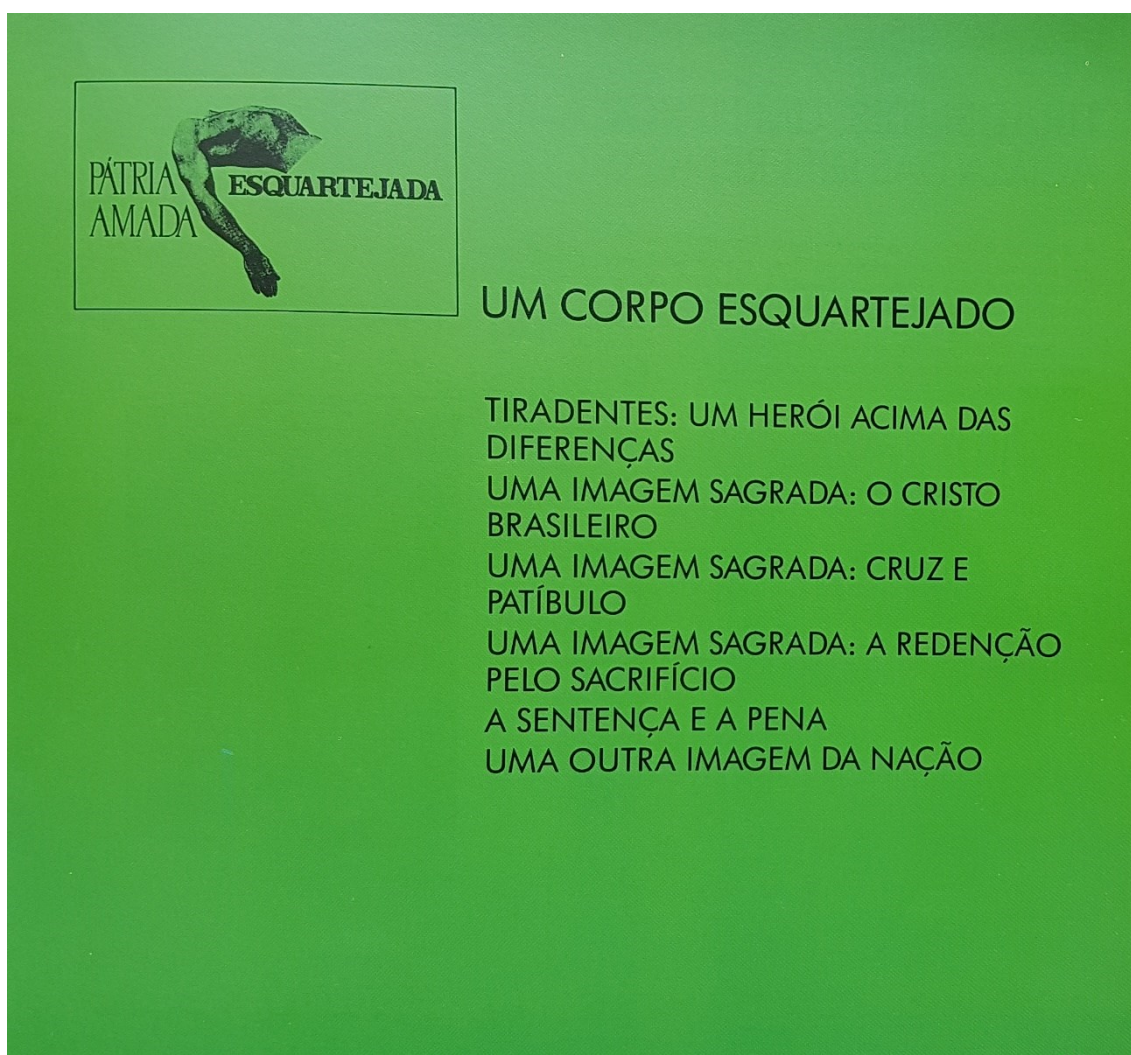 PÁTRIA
AMADA
ESQUARTEJADA
UM CORPO ESQUARTEJADO
TIRADENTES: UM HERÓI ACIMA DAS
DIFERENÇAS
UMA IMAGEM SAGRADA: O CRISTO
BRASILEIRO
UMA IMAGEM SAGRADA: CRUZ E
PATÍBULO
UMA IMAGEM SAGRADA: A REDENÇÃO
PELO SACRIFÍCIO
A SENTENÇA E A PENA
UMA OUTRA IMAGEM DA NAÇÃO